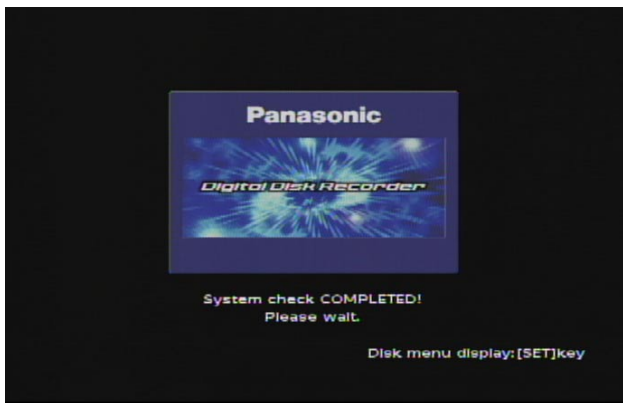 Panasonic
Digital Disk Recorder
System check COMPLETED!
Please wait.
Disk menu display:[SET]key